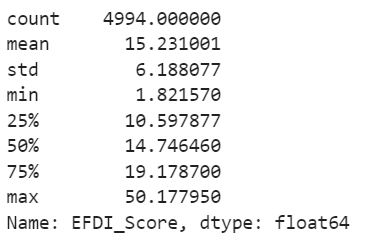 count    4994.000000
mean       15.231001
std         6.188077
min         1.821570
25%        10.597877
50%        14.746460
75%        19.178700
max        50.177950
Name: EFDI_Score, dtype: float64